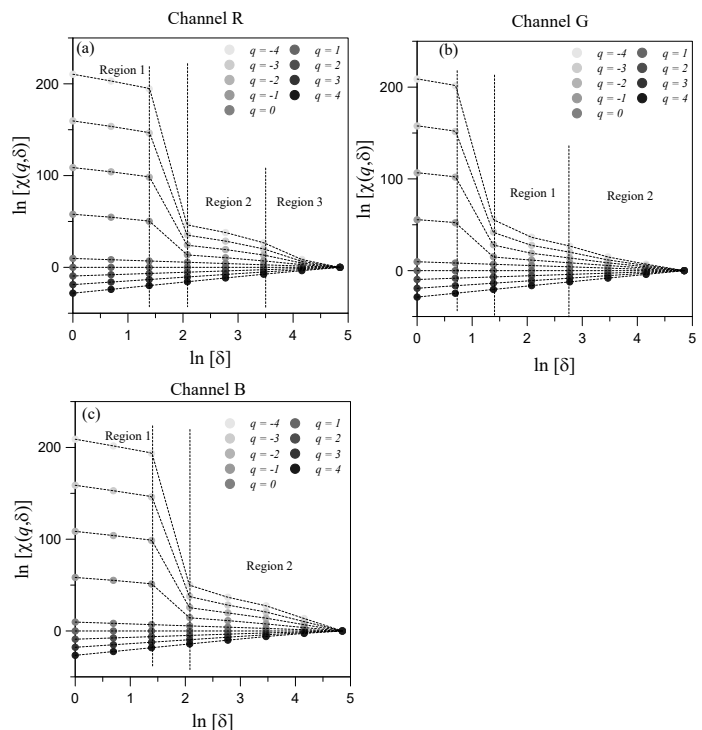 Channel R
(a)
Region 1
q = -4 q = 1
q = -3 q = 2
q = -2 q = 3
q = -1 q = 4
q = 0
Region 2 Region 3
ln [χ(q,δ)]
200
100
0
0 1 2 3 4 5
ln [δ]
Channel G
(b)
q = -4 q = 1
q = -3 q = 2
q = -2 q = 3
q = -1 q = 4
q = 0
Region 1 Region 2
ln [χ(q,δ)]
200
100
0
0 1 2 3 4 5
ln [δ]
Channel B
(c)
Region 1
q = -4 q = 1
q = -3 q = 2
q = -2 q = 3
q = -1 q = 4
q = 0
Region 2
ln [χ(q,δ)]
200
100
0
0 1 2 3 4 5
ln [δ]